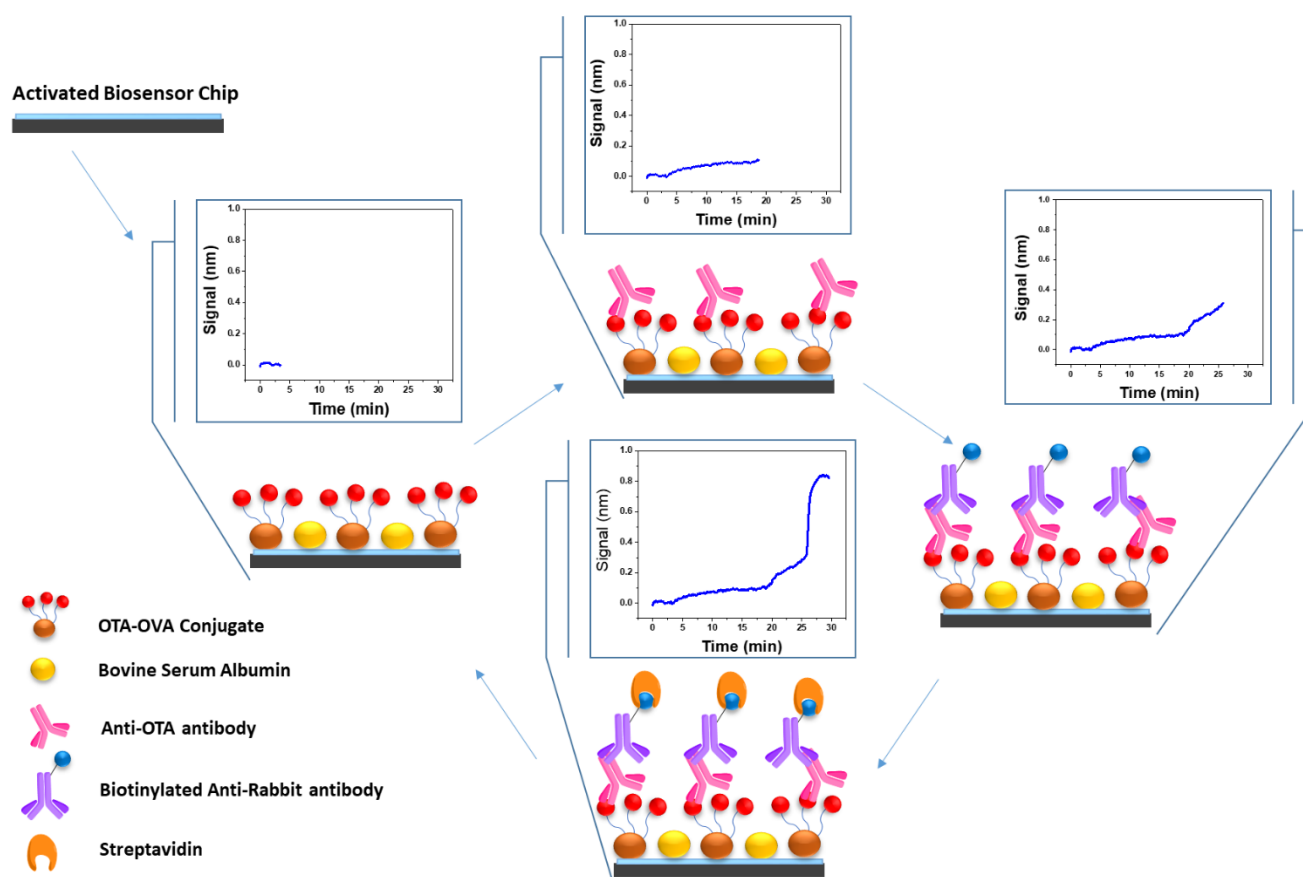 Activated Biosensor Chip
Signal (nm)
1.0
0.8
0.6
0.4
0.2
0.0
0 5 10 15 20 25 30
Time (min)
Signal (nm)
1.0
0.8
0.6
0.4
0.2
0.0
0 5 10 15 20 25 30
Time (min)
Signal (nm)
1.0
0.8
0.6
0.4
0.2
0.0
0 5 10 15 20 25 30
Time (min)
Signal (nm)
1.0
0.8
0.6
0.4
0.2
0.0
0 5 10 15 20 25 30
Time (min)
OTA-OVA Conjugate
Bovine Serum Albumin
Anti-OTA antibody
Biotinylated Anti-Rabbit antibody
Streptavidin